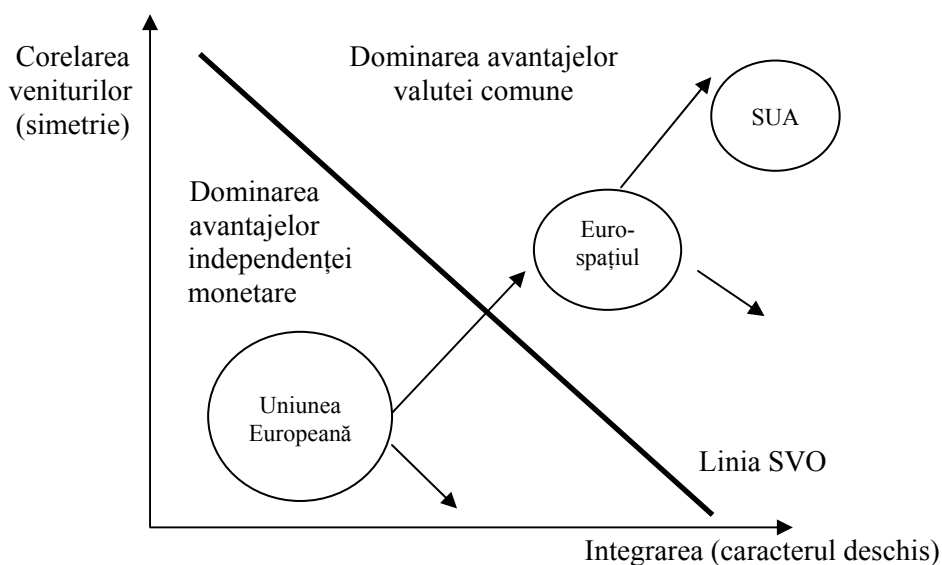 Corelarea
veniturilor
(simetrie)
Dominarea avantajelor
valutei comune
SUA
Dominarea
avantajelor
independenței
monetare
Euro-
spațiul
Uniunea
Europeană
Linia SVO
Integrarea (caracterul deschis)